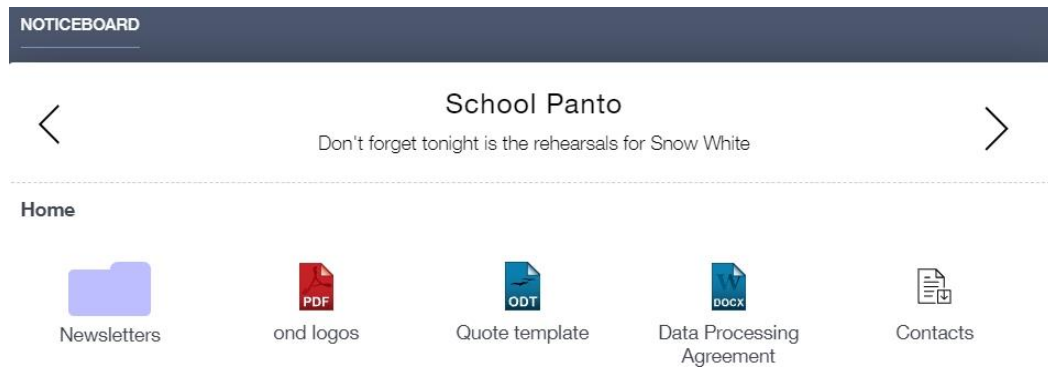 NOTICEBOARD
School Panto
Don't forget tonight is the rehearsals for Snow White
Home
PDF
ODT
W
DOCX
Newsletters
ond logos
Quote template
Data Processing
Agreement
Contacts